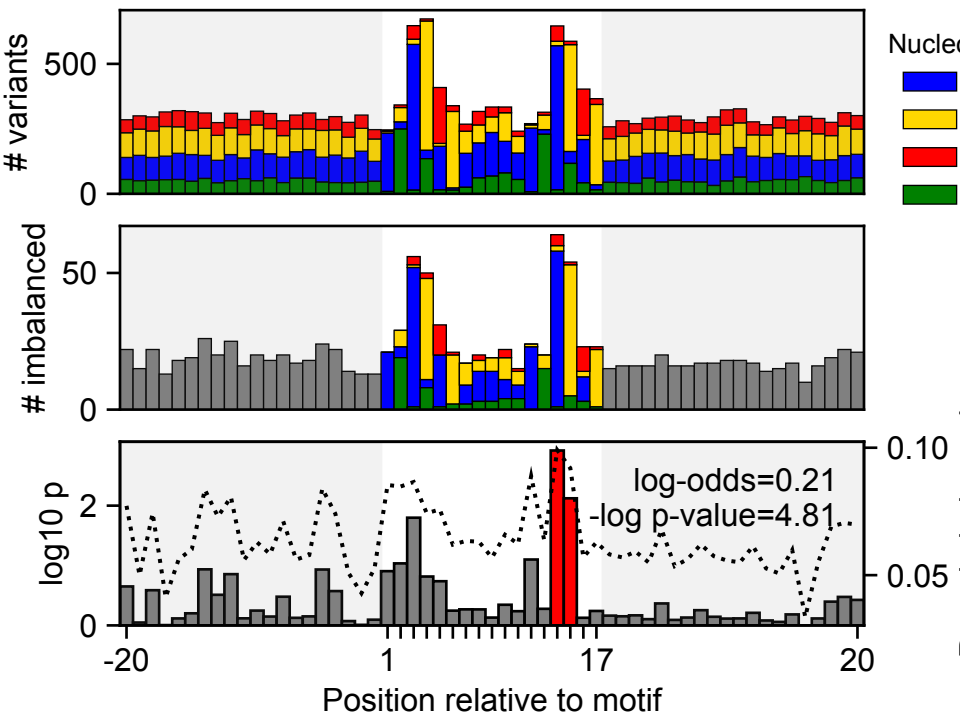 # variants
500
0
Nucleo
# imbalanced
50
0
log10 p
2
0
log-odds=0.21
-log p-value=4.81
0.10
0.05
-20
1
17
20
Position relative to motif